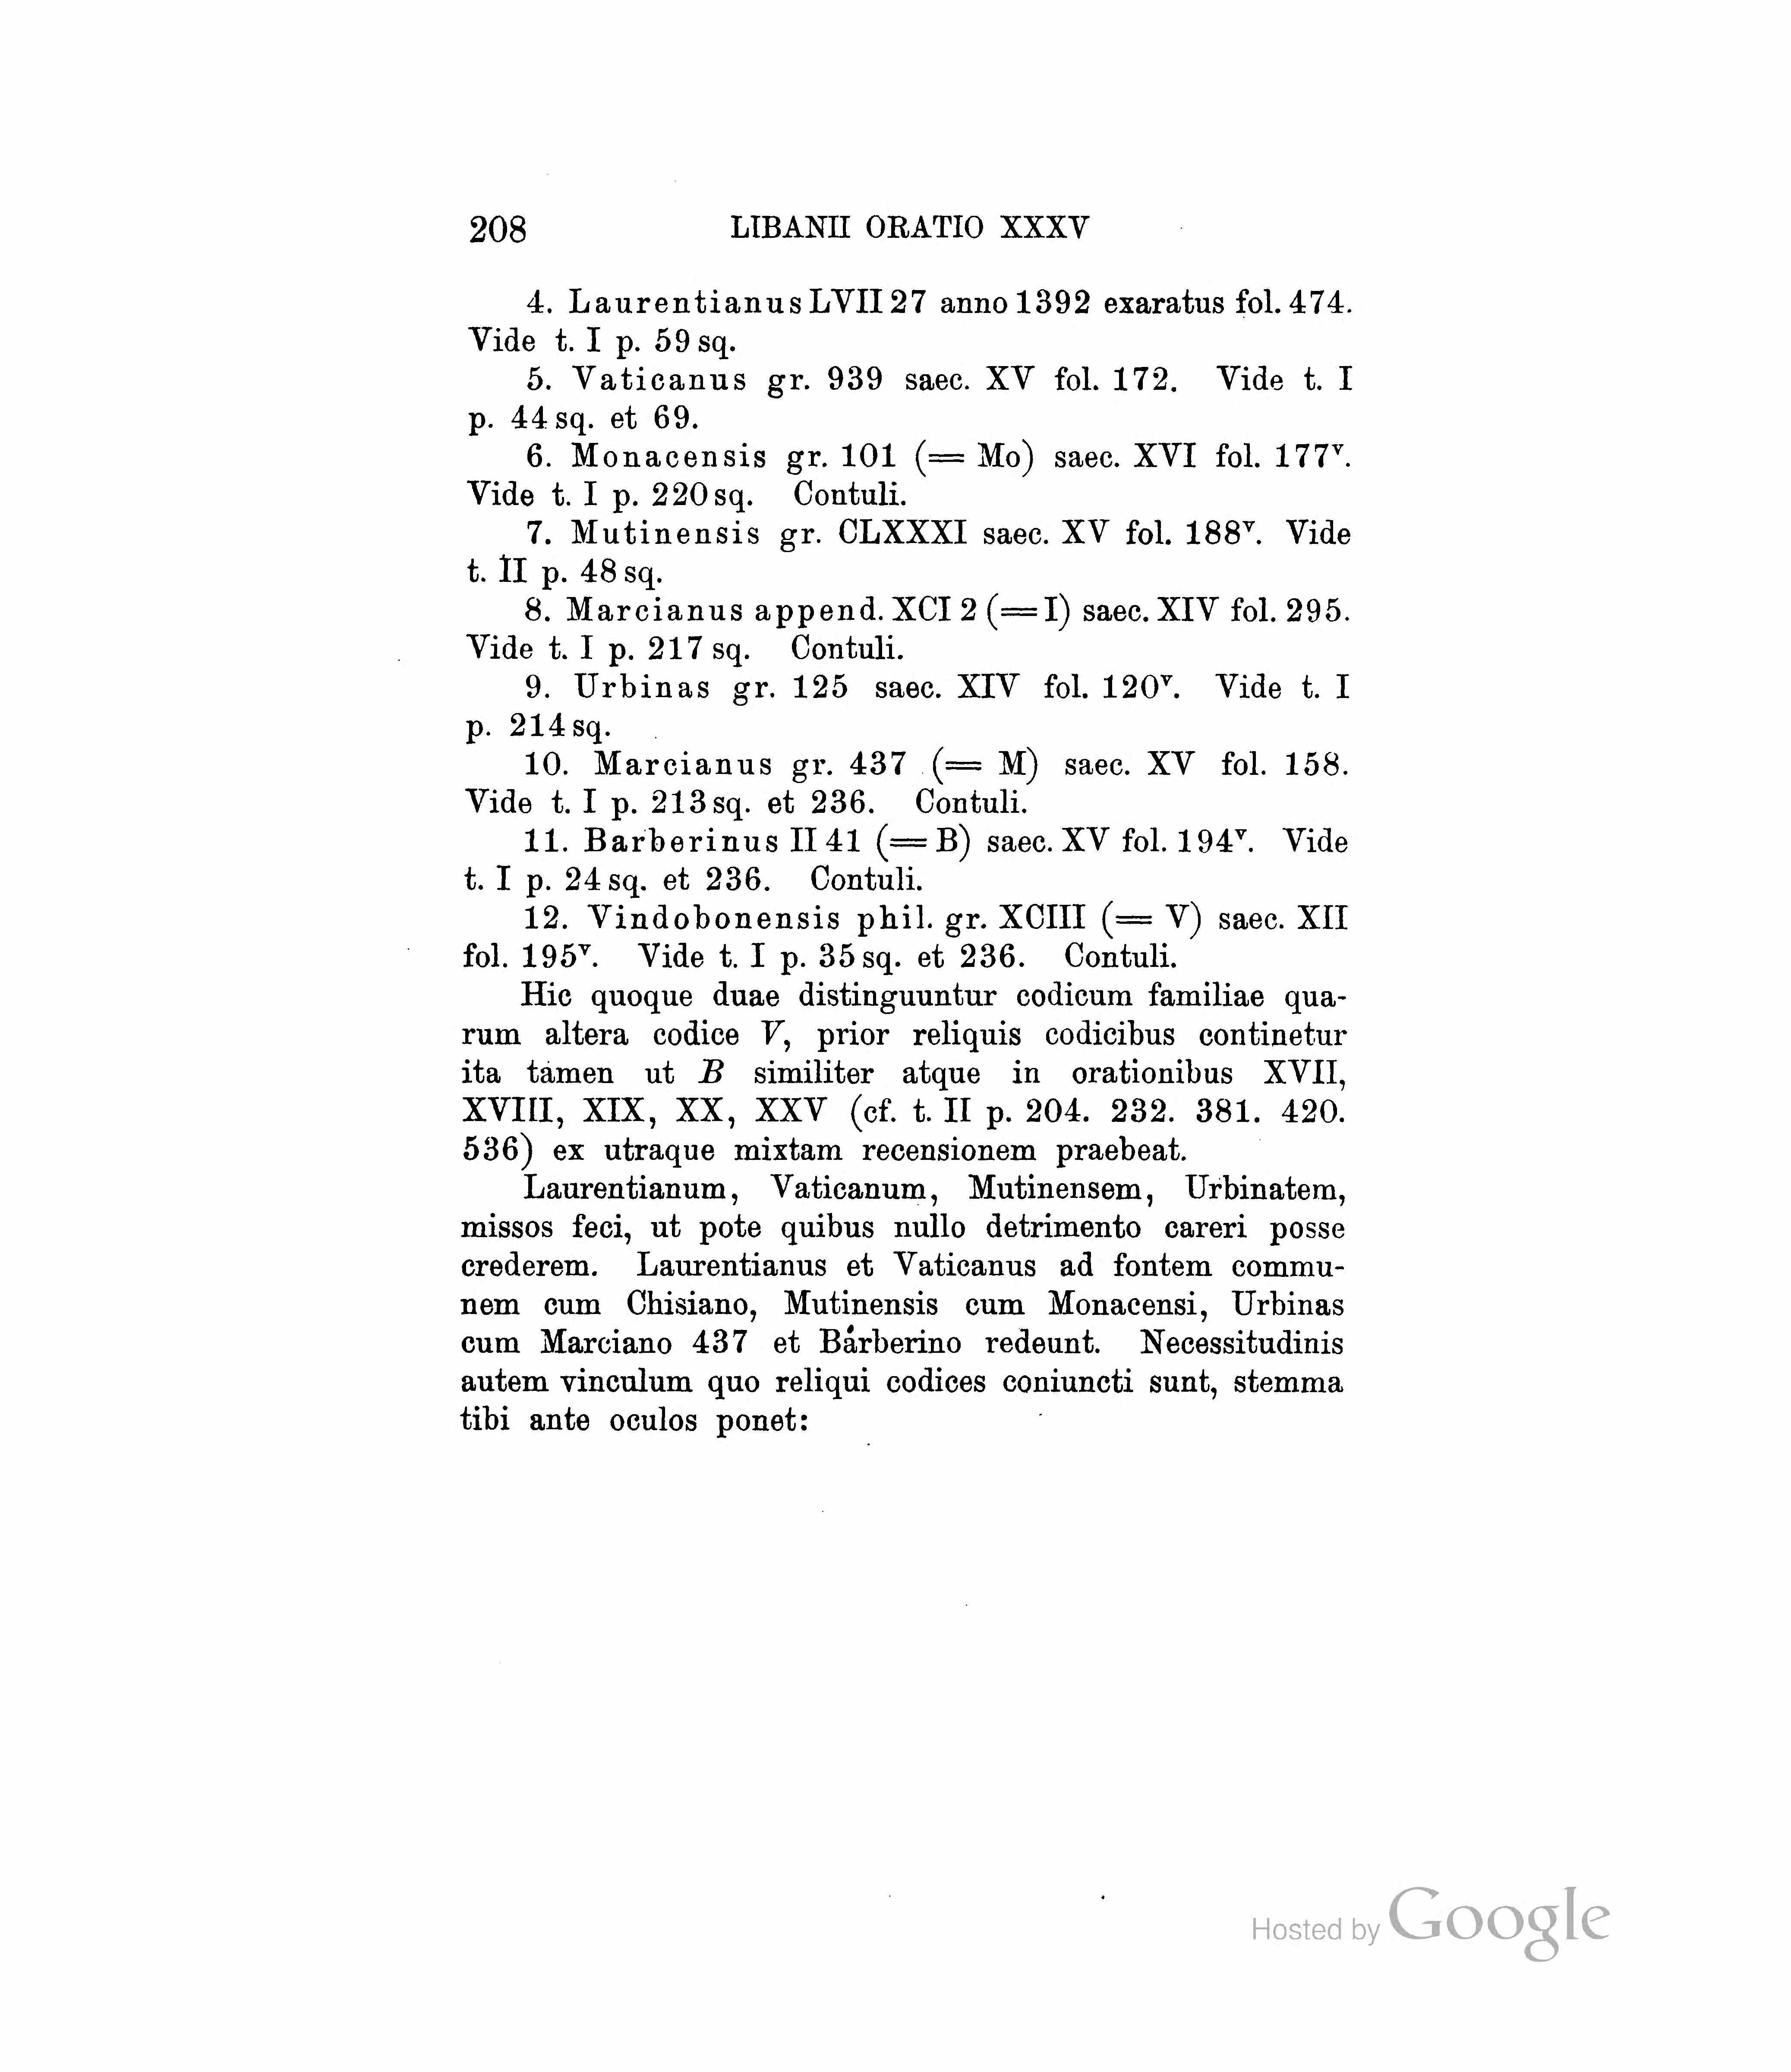 208 LIBANII ORATIO XXXV
4. Laurentianus LVII 27 anno 1392 exaratus fol. 474.
Vide t. I p. 59 sq.
5. Vaticanus gr. 939 saec. XV fol. 172. Vide t. I
p. 44 sq. et 69.
6. Monacensis gr. 101 (= Mo) saec. XVI fol. 177ᵛ.
Vide t. I p. 220 sq. Contuli.
7. Mutinensis gr. CLXXXI saec. XV fol. 188ᵛ. Vide
t. II p. 48 sq.
8. Marcianus append. XCI 2 (= I) saec. XIV fol. 295.
Vide t. I p. 217 sq. Contuli.
9. Urbinas gr. 125 saec. XIV fol. 120ᵛ. Vide t. I
p. 214 sq.
10. Marcianus gr. 437 (= M) saec. XV fol. 158.
Vide t. I p. 213 sq. et 236. Contuli.
11. Barberinus II 41 (= B) saec. XV fol. 194ᵛ. Vide
t. I p. 24 sq. et 236. Contuli.
12. Vindobonensis phil. gr. XCIII (= V) saec. XII
fol. 195ᵛ. Vide t. I p. 35 sq. et 236. Contuli.
Hic quoque duae distinguuntur codicum familiae qua-
rum altera codice V, prior reliquis codicibus continetur
ita tamen ut B similiter atque in orationibus XVII,
XVIII, XIX, XX, XXV (cf. t. II p. 204. 232. 381. 420.
536) ex utraque mixtam recensionem praebeat.
Laurentianum, Vaticanum, Mutinensem, Urbinatem,
missos feci, ut pote quibus nullo detrimento careri posse
crederem. Laurentianus et Vaticanus ad fontem commu-
nem cum Chisiano, Mutinensis cum Monacensi, Urbinas
cum Marciano 437 et Barberino redeunt. Necessitudinis
autem vinculum quo reliqui codices coniuncti sunt, stemma
tibi ante oculos ponet:
Hosted by Google